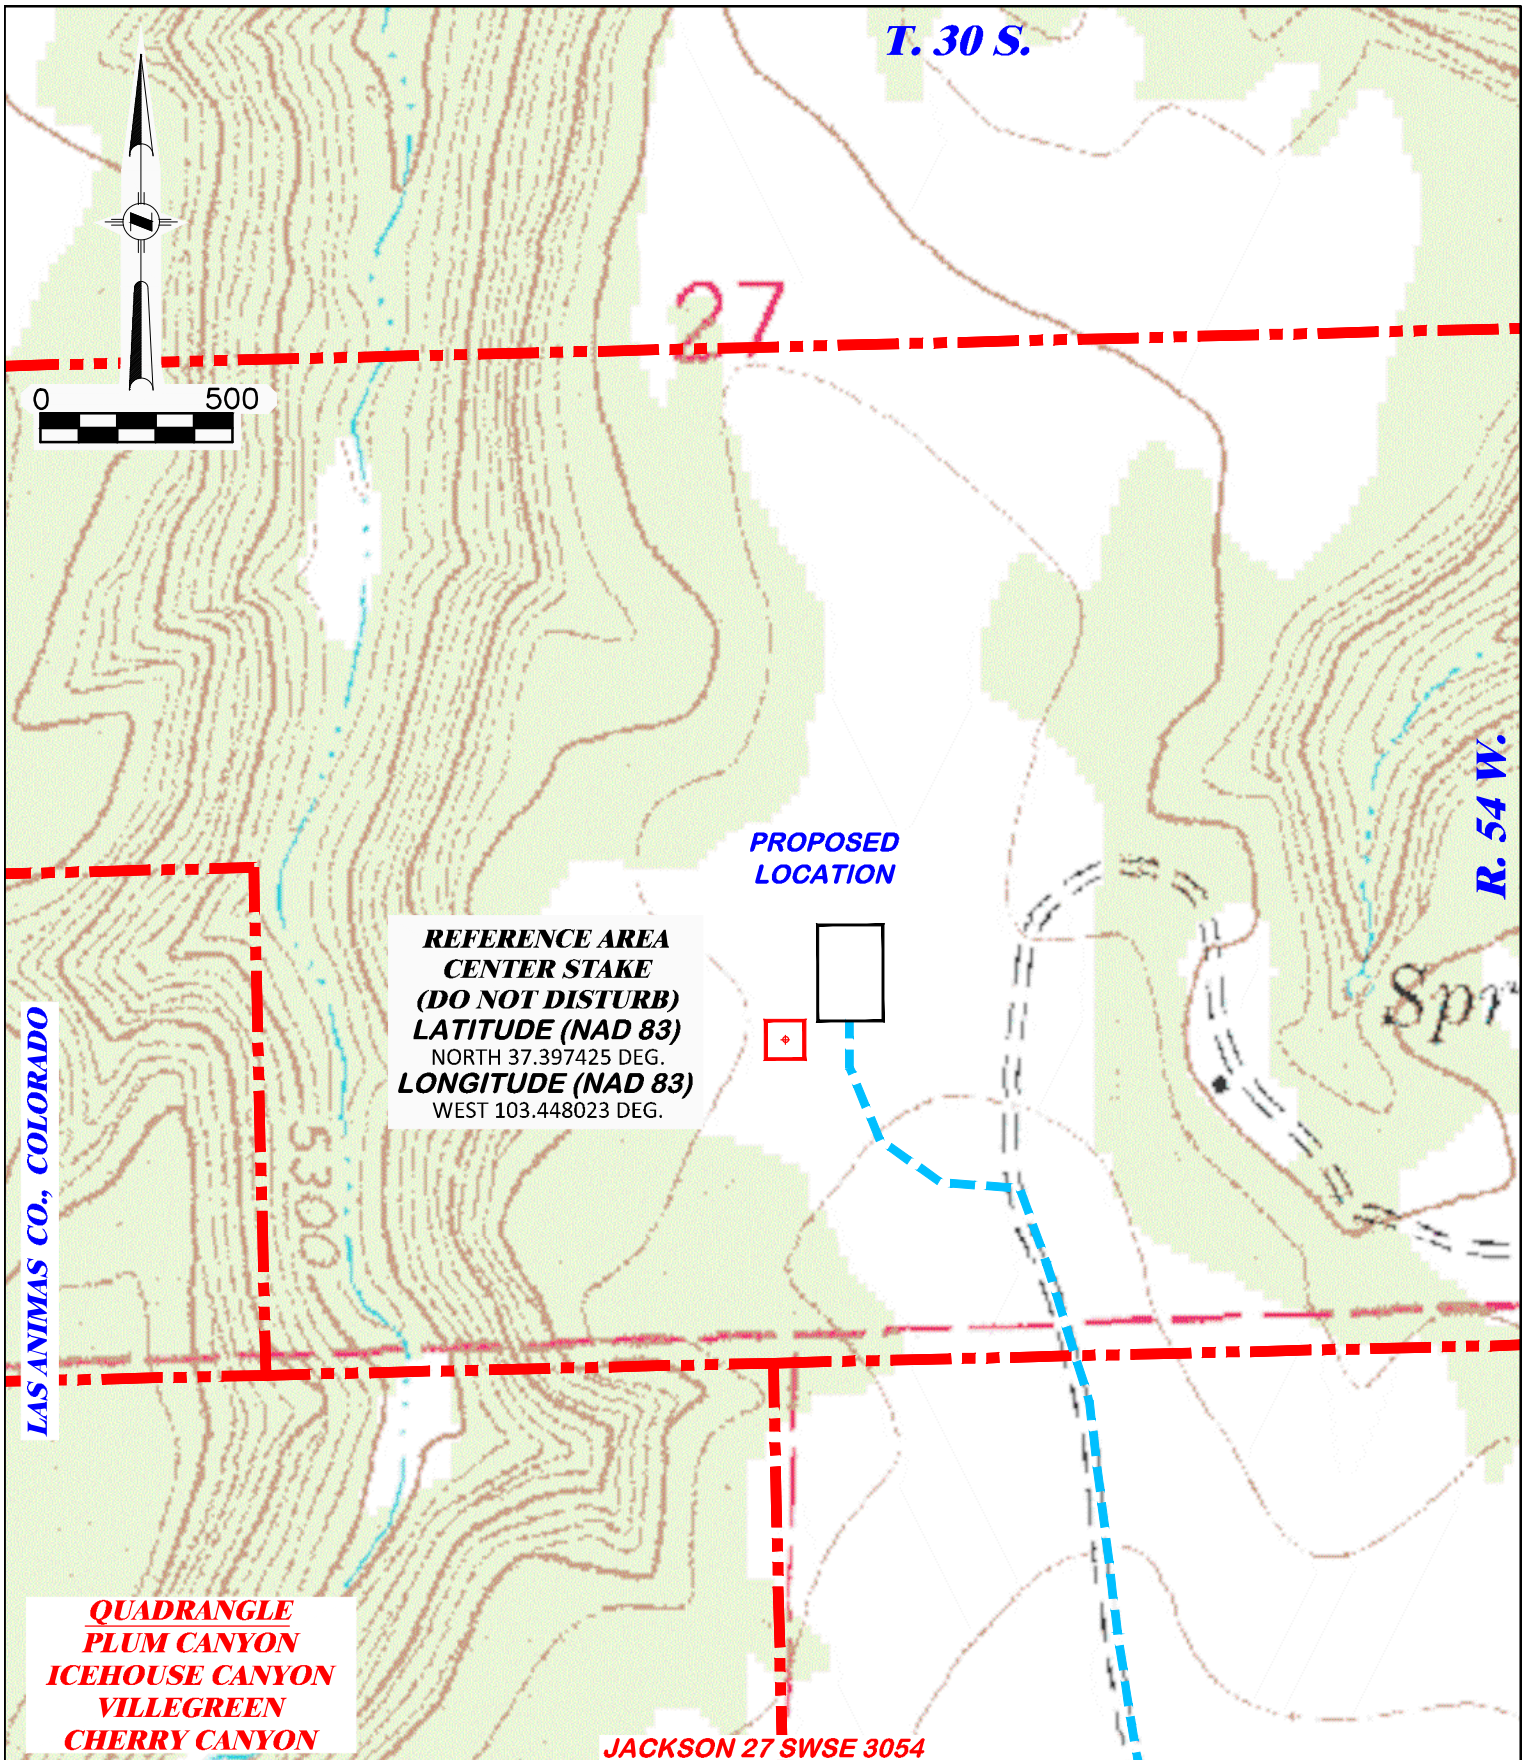 T. 30 S.
27
0 500
R. 54 W.
PROPOSED
LOCATION
REFERENCE AREA
CENTER STAKE
(DO NOT DISTURB)
LATITUDE (NAD 83)
NORTH 37.397425 DEG.
LONGITUDE (NAD 83)
WEST 103.448023 DEG.
Spr
LAS ANIMAS CO., COLORADO
5300
QUADRANGLE
PLUM CANYON
ICEHOUSE CANYON
VILLEGREEN
CHERRY CANYON
JACKSON 27 SWSE 3054